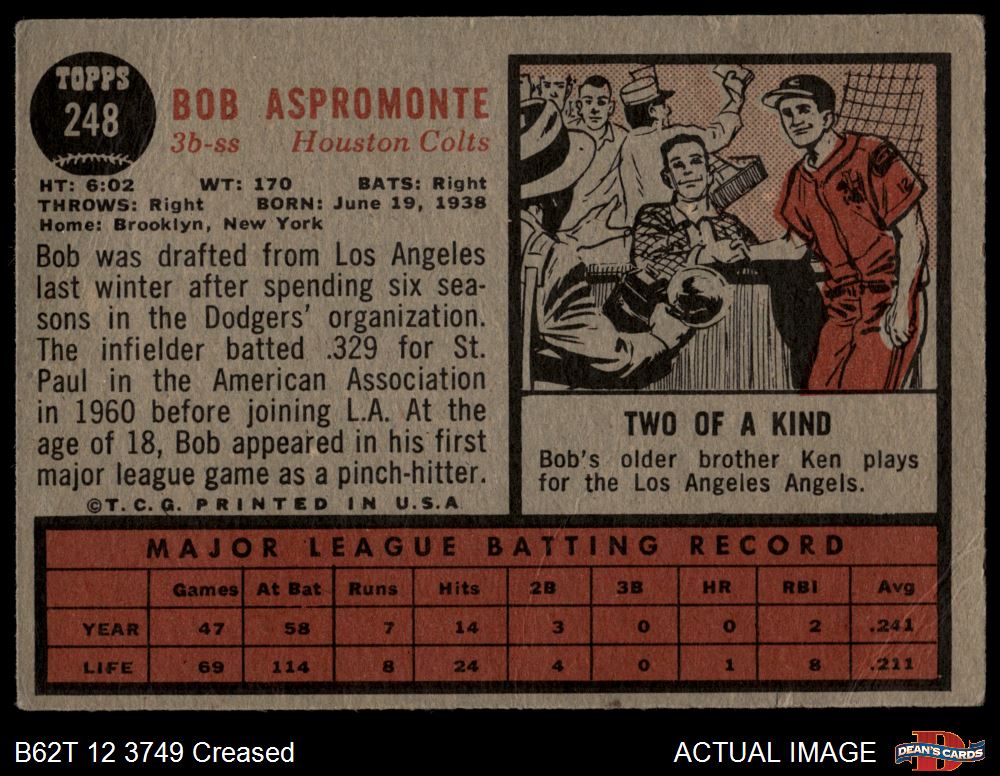 TOPPS
248
BOB ASPROMONTE
3b-ss Houston Colts
HT: 6:02 WT: 170 BATS: Right
THROWS: Right BORN: June 19, 1938
Home: Brooklyn, New York
Bob was drafted from Los Angeles
last winter after spending six sea-
sons in the Dodgers' organization.
The infielder batted .329 for St.
Paul in the American Association
in 1960 before joining L.A. At the
age of 18, Bob appeared in his first
major league game as a pinch-hitter.
©T.C.G. PRINTED IN U.S.A.
TWO OF A KIND
Bob's older brother Ken plays
for the Los Angeles Angels.
MAJOR LEAGUE BATTING RECORD
Games At Bat Runs Hits 2B 3B HR RBI Avg
YEAR 47 58 7 14 3 0 0 2 .241
LIFE 69 114 8 24 4 0 1 8 .211
B62T 12 3749 Creased
ACTUAL IMAGE
DEAN'S CARDS